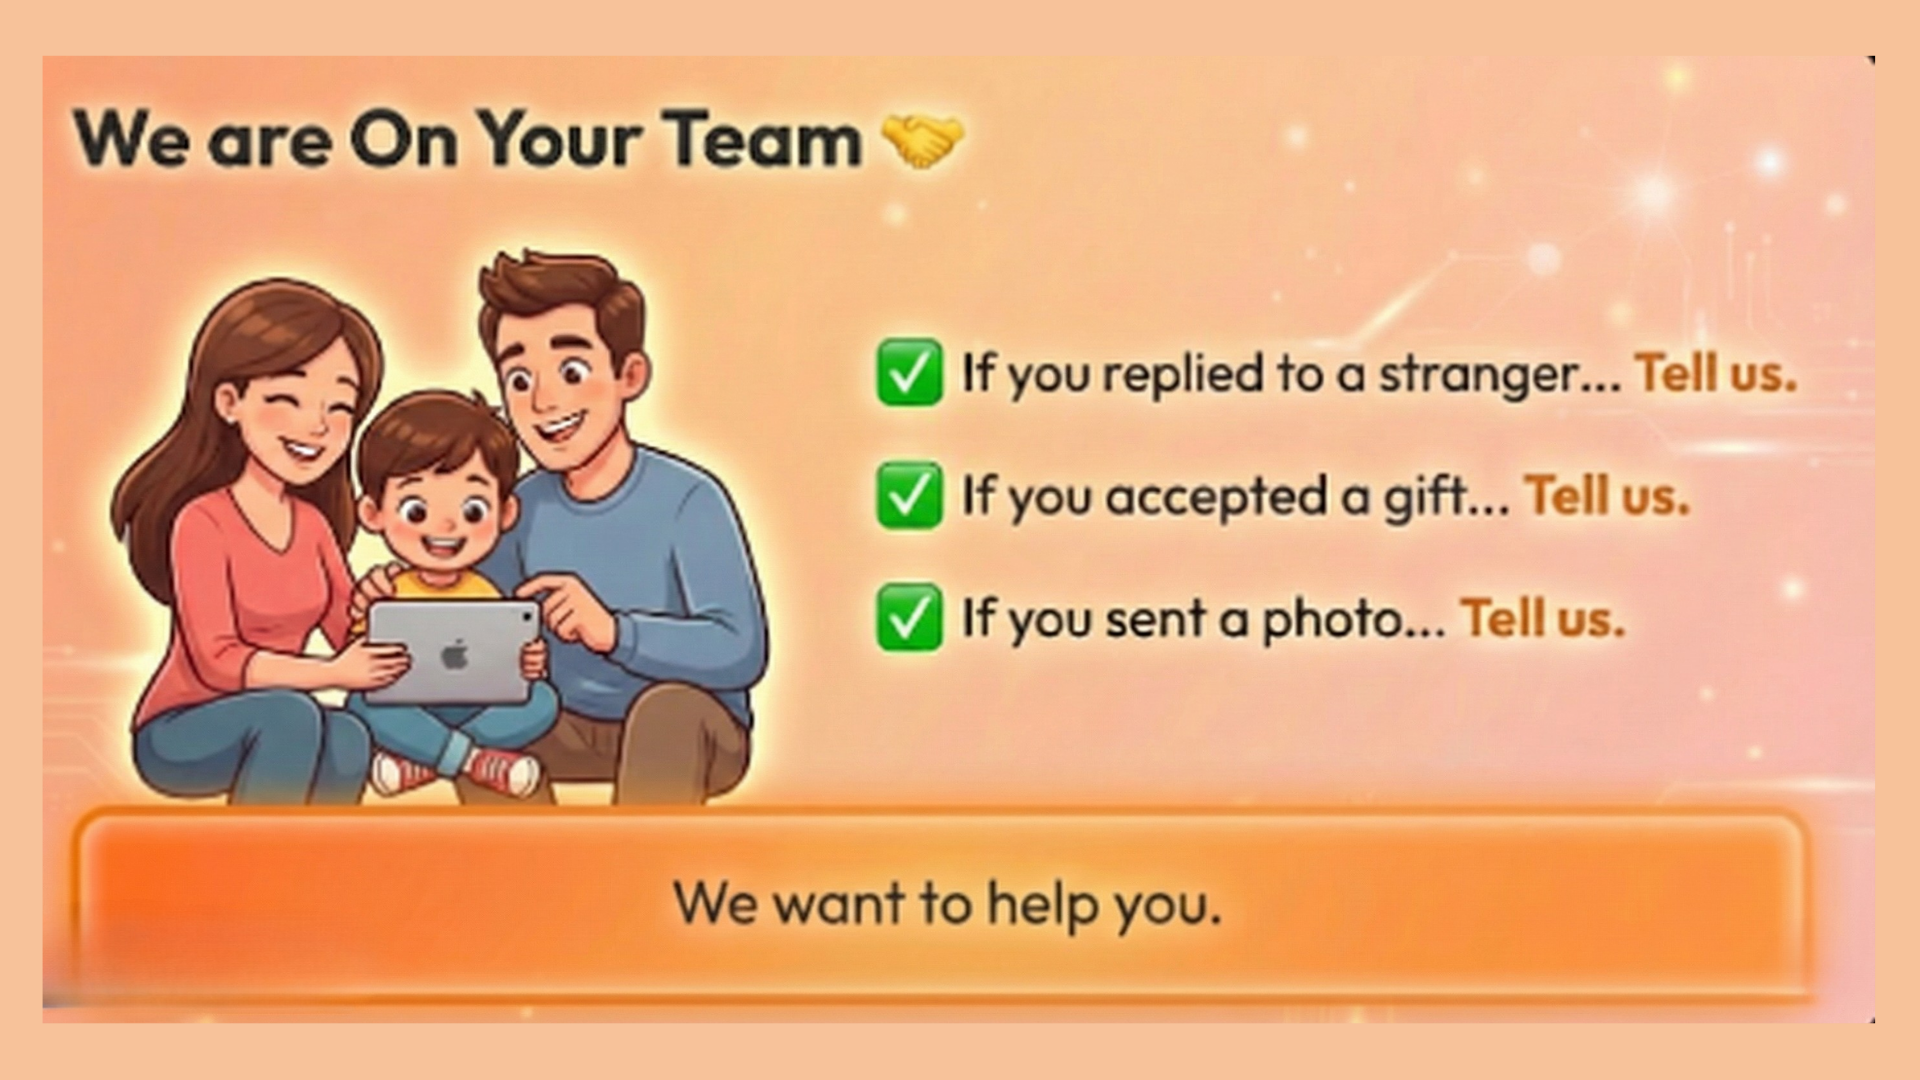 We are On Your Team 🤝
✅ If you replied to a stranger... Tell us.
✅ If you accepted a gift... Tell us.
✅ If you sent a photo... Tell us.
We want to help you.